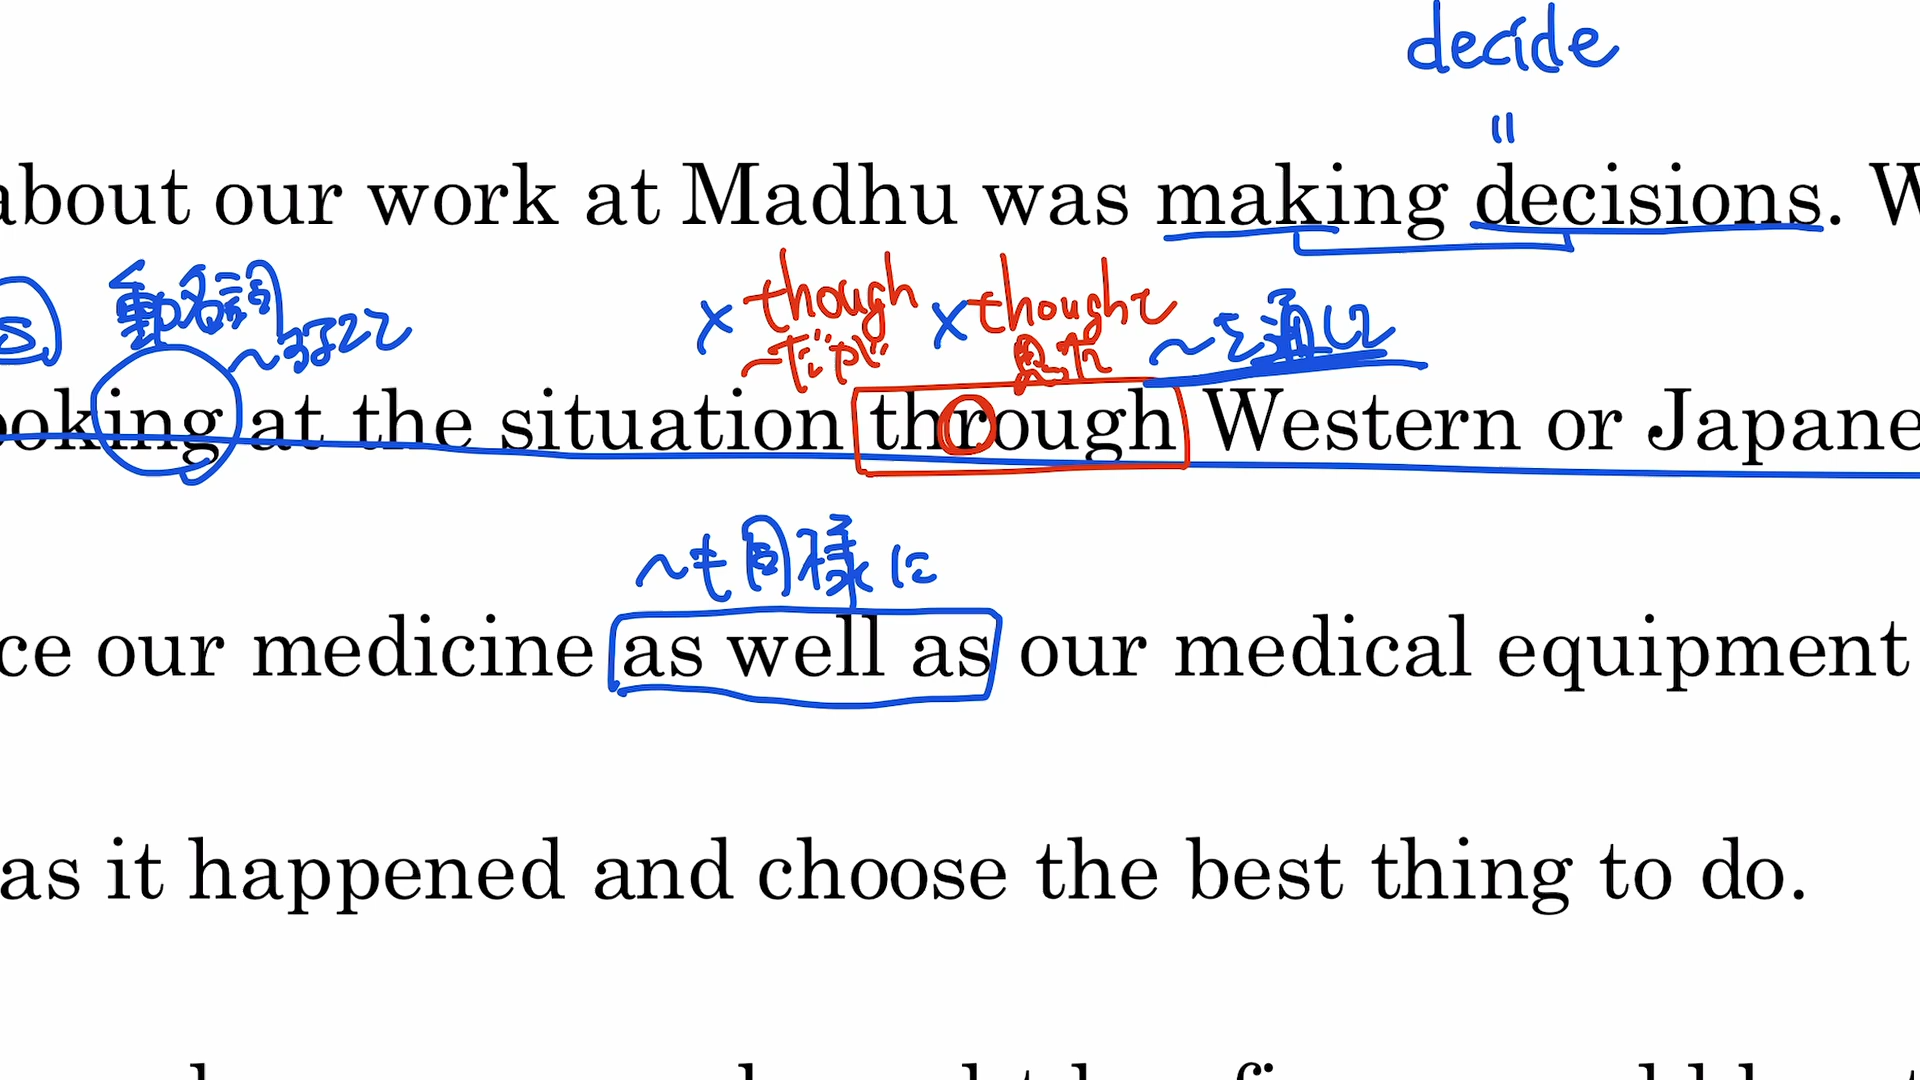 decide
=
about our work at Madhu was making decisions. W
s 動名詞 ~すること × though ~だが × thought 思った ~を通して
ooking at the situation through Western or Japane
~も同様に
ce our medicine as well as our medical equipment
as it happened and choose the best thing to do.